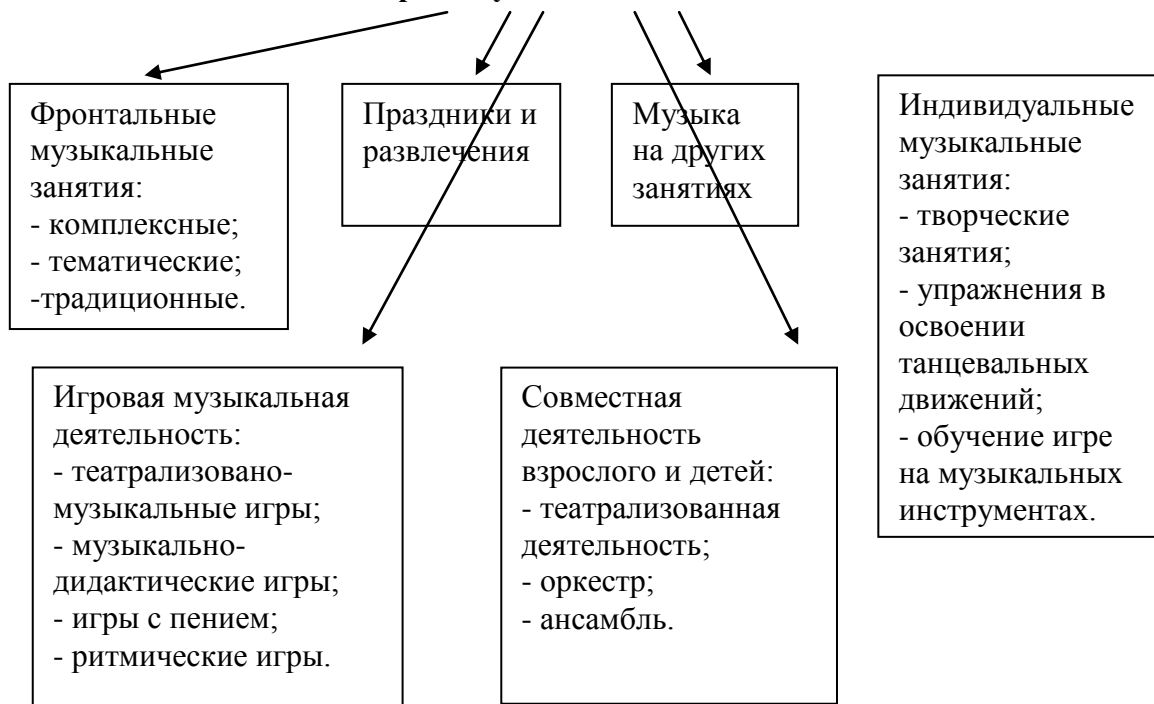 Фронтальные
музыкальные
занятия:
- комплексные;
- тематические;
-традиционные.
Праздники и
развлечения
Музыка
на других
занятиях
Индивидуальные
музыкальные
занятия:
- творческие
занятия;
- упражнения в
освоении
танцевальных
движений;
- обучение игре
на музыкальных
инструментах.
Игровая музыкальная
деятельность:
- театрализовано-
музыкальные игры;
- музыкально-
дидактические игры;
- игры с пением;
- ритмические игры.
Совместная
деятельность
взрослого и детей:
- театрализованная
деятельность;
- оркестр;
- ансамбль.